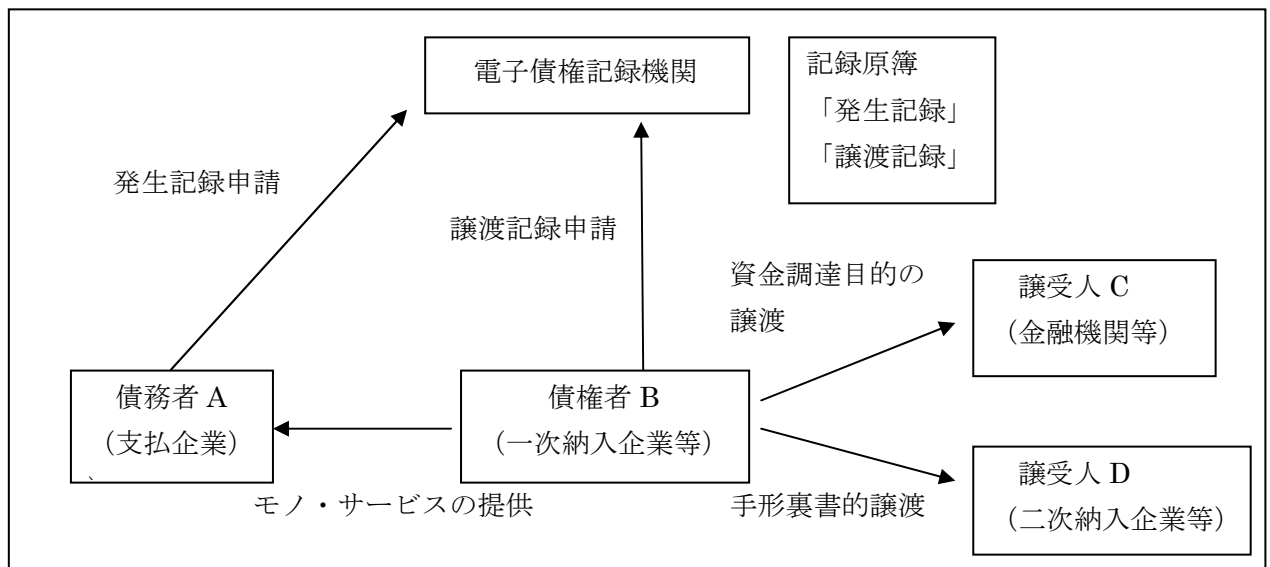 電子債権記録機関
記録原簿
「発生記録」
「譲渡記録」
発生記録申請
譲渡記録申請
資金調達目的の
譲渡
譲受人 C
（金融機関等）
債務者 A
（支払企業）
債権者 B
（一次納入企業等）
モノ・サービスの提供
手形裏書的譲渡
譲受人 D
（二次納入企業等）